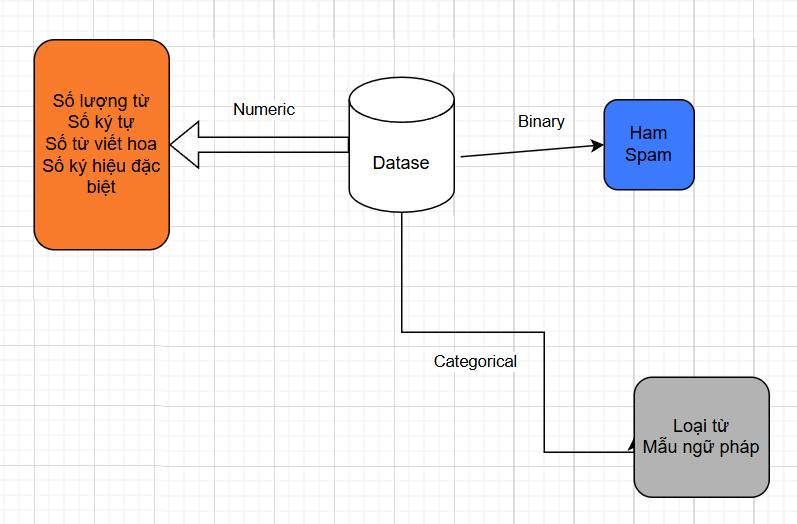 Số lượng từ
Số ký tự
Số từ viết hoa
Số ký hiệu đặc
biệt
Numeric
Datase
Binary
Ham
Spam
Categorical
Loại từ
Mẫu ngữ pháp